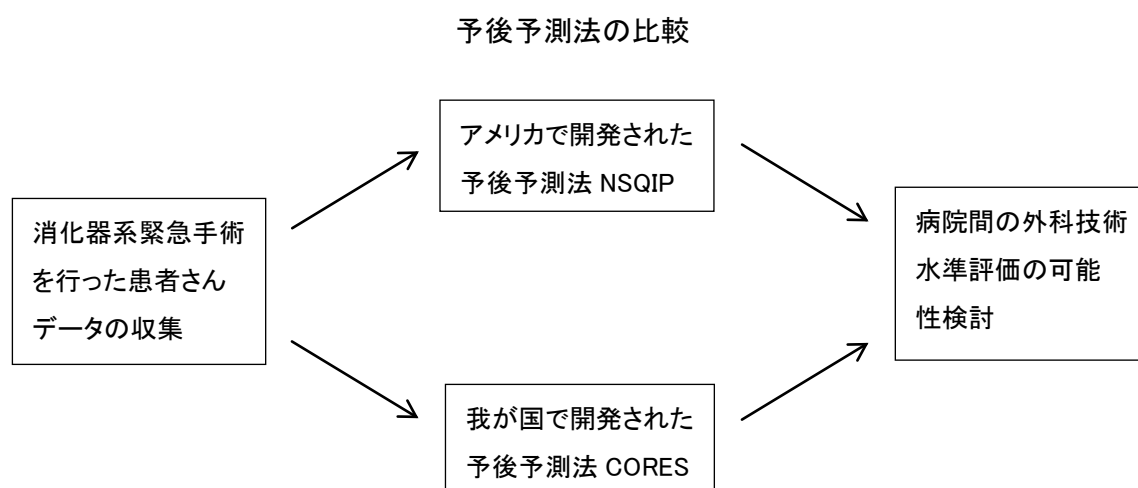 予後予測法の比較
アメリカで開発された
予後予測法 NSQIP
消化器系緊急手術
を行った患者さん
データの収集
病院間の外科技術
水準評価の可能
性検討
我が国で開発された
予後予測法 CORES